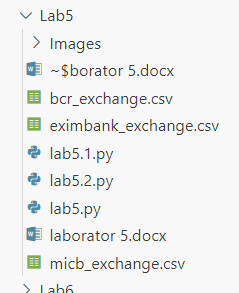 Lab5
Images
~$borator 5.docx
bcr_exchange.csv
eximbank_exchange.csv
lab5.1.py
lab5.2.py
lab5.py
laborator 5.docx
micb_exchange.csv
Lab6